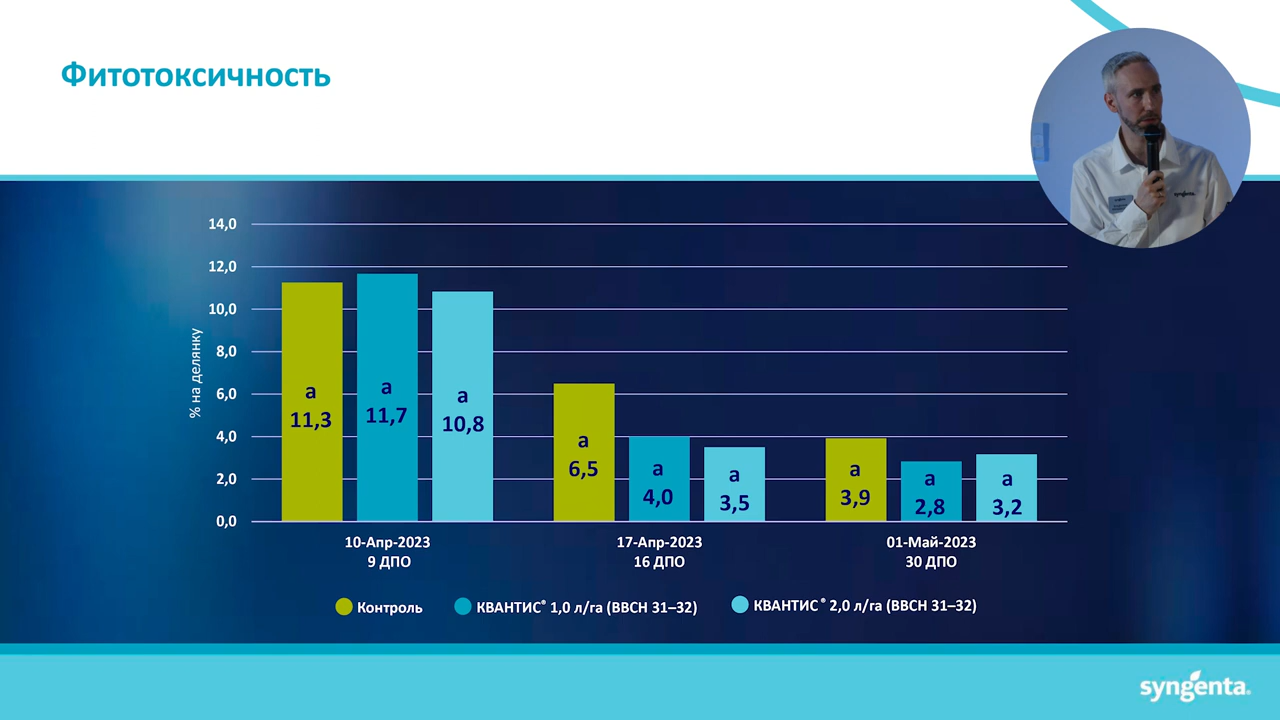 Фитотоксичность
syngenta.
% на делянку
14,0
12,0
10,0
8,0
6,0
4,0
2,0
0,0
a
11,3
a
11,7
a
10,8
a
6,5
a
4,0
a
3,5
a
3,9
a
2,8
a
3,2
10-Апр-2023
9 ДПО
17-Апр-2023
16 ДПО
01-Май-2023
30 ДПО
Контроль
КВАНТИС® 1,0 л/га (ВВСН 31–32)
КВАНТИС® 2,0 л/га (ВВСН 31–32)
syngenta.